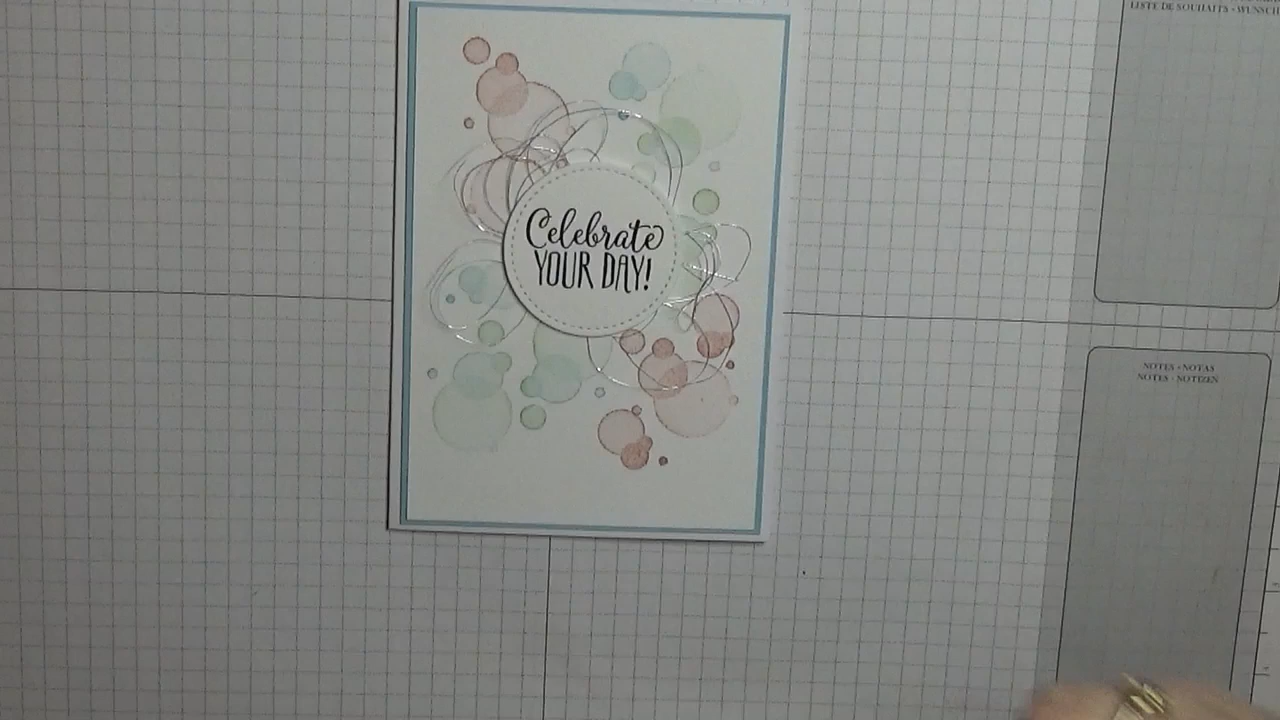 LISTE DE SOUHAITS • WUNSCH
Celebrate
YOUR DAY!
NOTES • NOTAS
NOTES • NOTIZEN